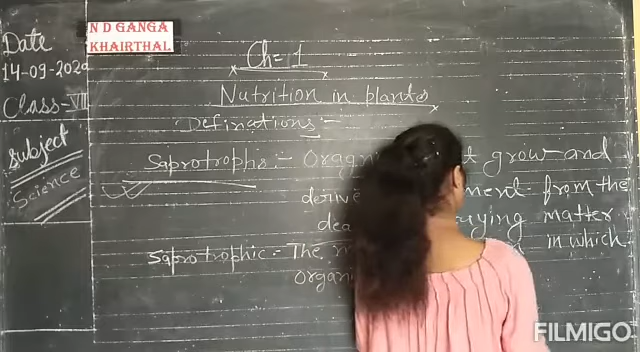 N D GANGA
KHAIRTHAL
Date
14-09-2020
Class-VII
Subject
Science
Ch-1
Nutrition in plants
Definations:-
Saprotrophs:- grow and
derive from the
matter
Saprotrophic - The in which
FILMIGO